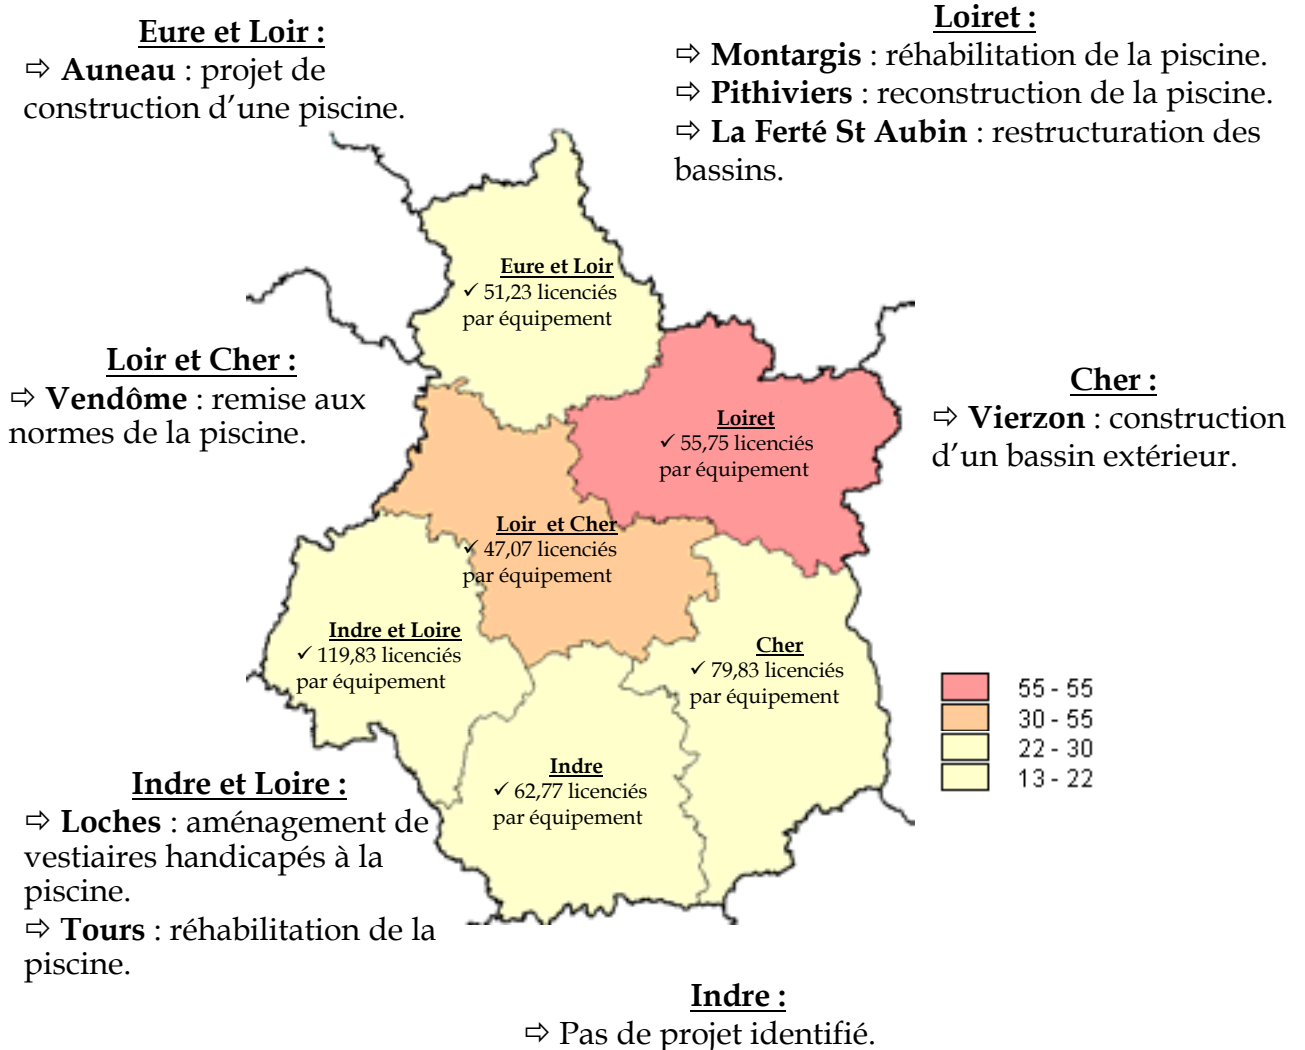 Eure et Loir :
⇨ Auneau : projet de
construction d’une piscine.
Loiret :
⇨ Montargis : réhabilitation de la piscine.
⇨ Pithiviers : reconstruction de la piscine.
⇨ La Ferté St Aubin : restructuration des
bassins.
Eure et Loir
✓ 51,23 licenciés
par équipement
Loir et Cher :
⇨ Vendôme : remise aux
normes de la piscine.
Loiret
✓ 55,75 licenciés
par équipement
Cher :
⇨ Vierzon : construction
d’un bassin extérieur.
Loir et Cher
✓ 47,07 licenciés
par équipement
Indre et Loire
✓ 119,83 licenciés
par équipement
Cher
✓ 79,83 licenciés
par équipement
55 - 55
30 - 55
22 - 30
13 - 22
Indre
✓ 62,77 licenciés
par équipement
Indre et Loire :
⇨ Loches : aménagement de
vestiaires handicapés à la
piscine.
⇨ Tours : réhabilitation de la
piscine.
Indre :
⇨ Pas de projet identifié.